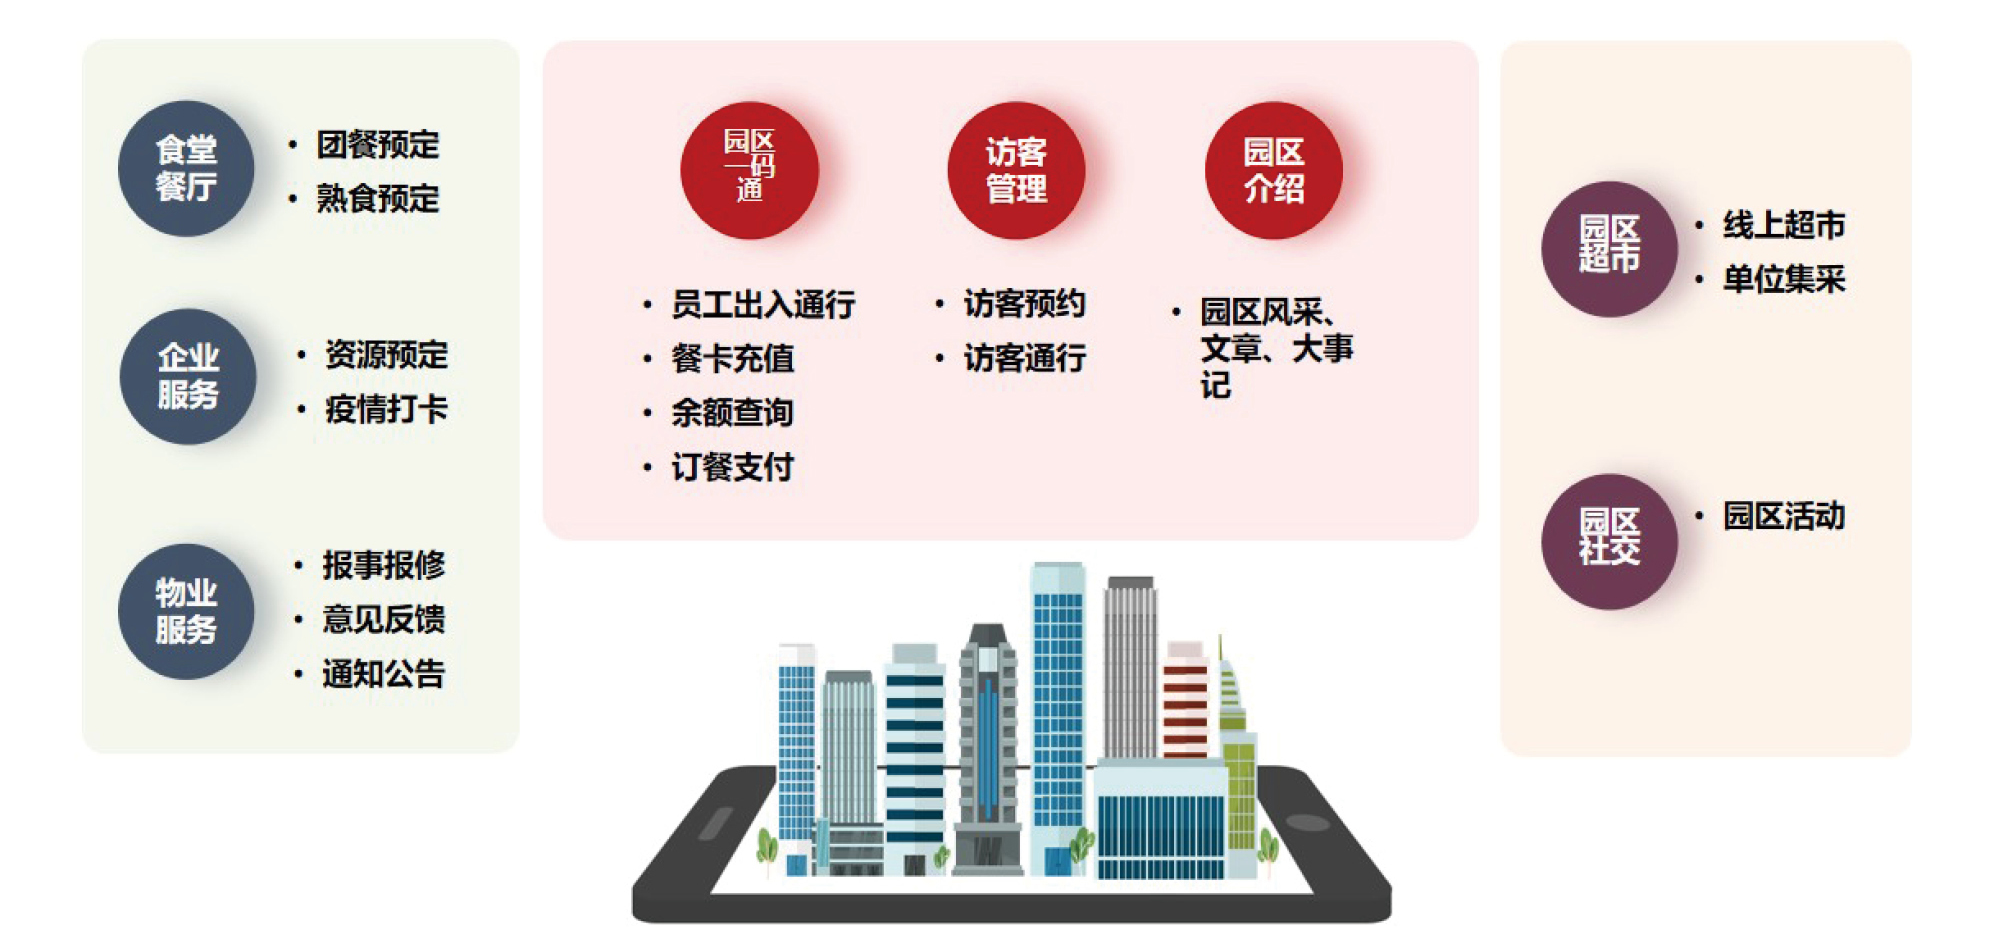 食堂
餐厅
• 团餐预定
• 熟食预定
企业
服务
• 资源预定
• 疫情打卡
物业
服务
• 报事报修
• 意见反馈
• 通知公告
园区
一码
通
• 员工出入通行
• 餐卡充值
• 余额查询
• 订餐支付
访客
管理
• 访客预约
• 访客通行
园区
介绍
• 园区风采、
文章、大事
记
园区
超市
• 线上超市
• 单位集采
园区
社交
• 园区活动